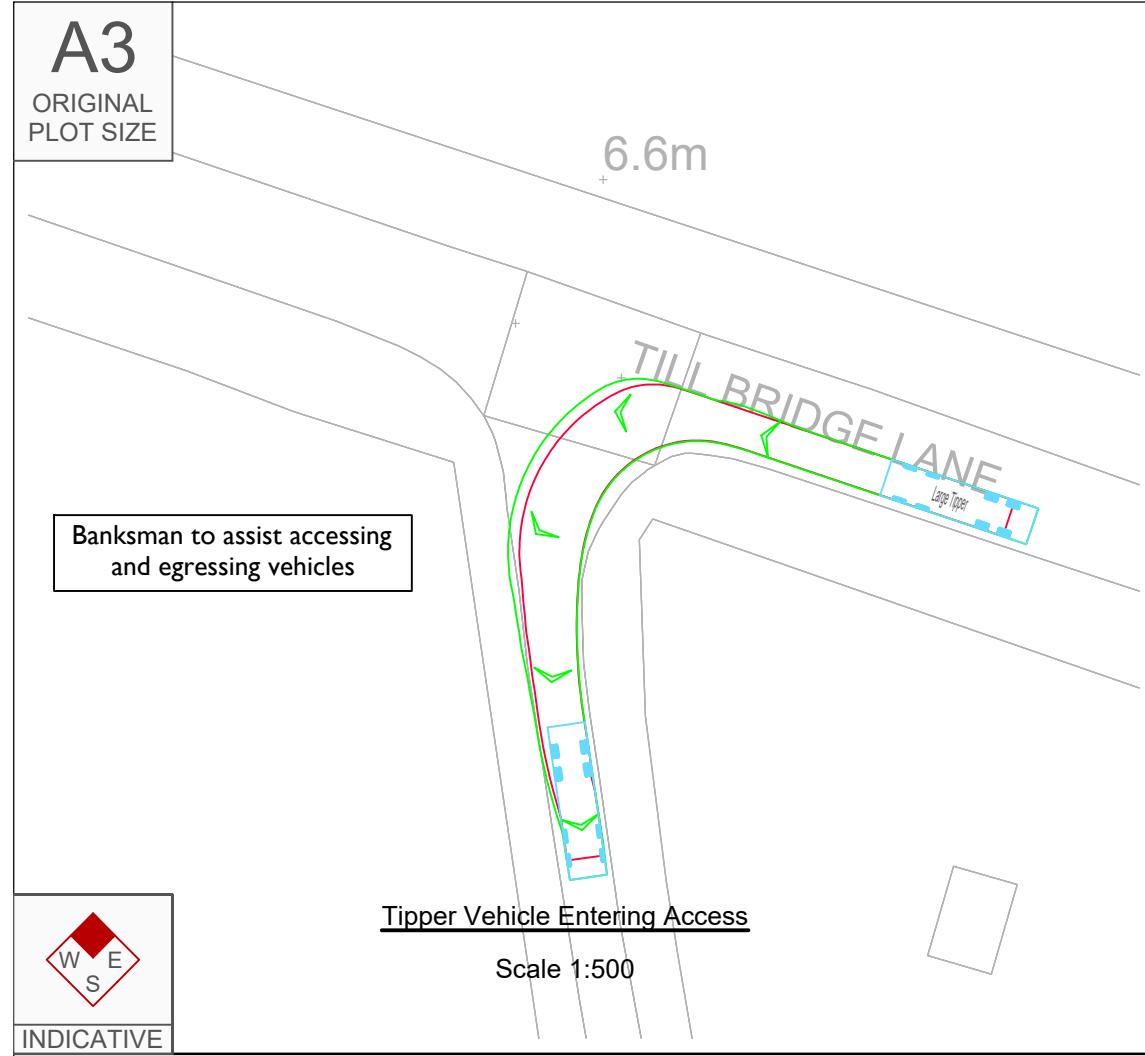 A3
ORIGINAL
PLOT SIZE
6.6m
TILL BRIDGE LANE
Large Tipper
Banksman to assist accessing
and egressing vehicles
Tipper Vehicle Entering Access
Scale 1:500
W E
S
INDICATIVE